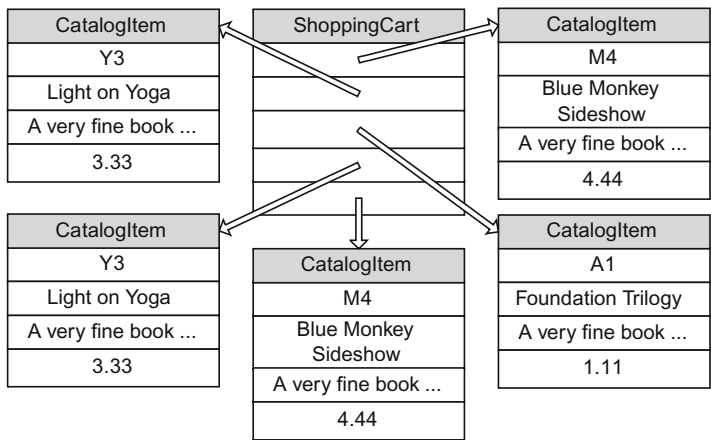 CatalogItem
Y3
Light on Yoga
A very fine book ...
3.33
ShoppingCart
CatalogItem
M4
Blue Monkey
Sideshow
A very fine book ...
4.44
CatalogItem
Y3
Light on Yoga
A very fine book ...
3.33
CatalogItem
M4
Blue Monkey
Sideshow
A very fine book ...
4.44
CatalogItem
A1
Foundation Trilogy
A very fine book ...
1.11